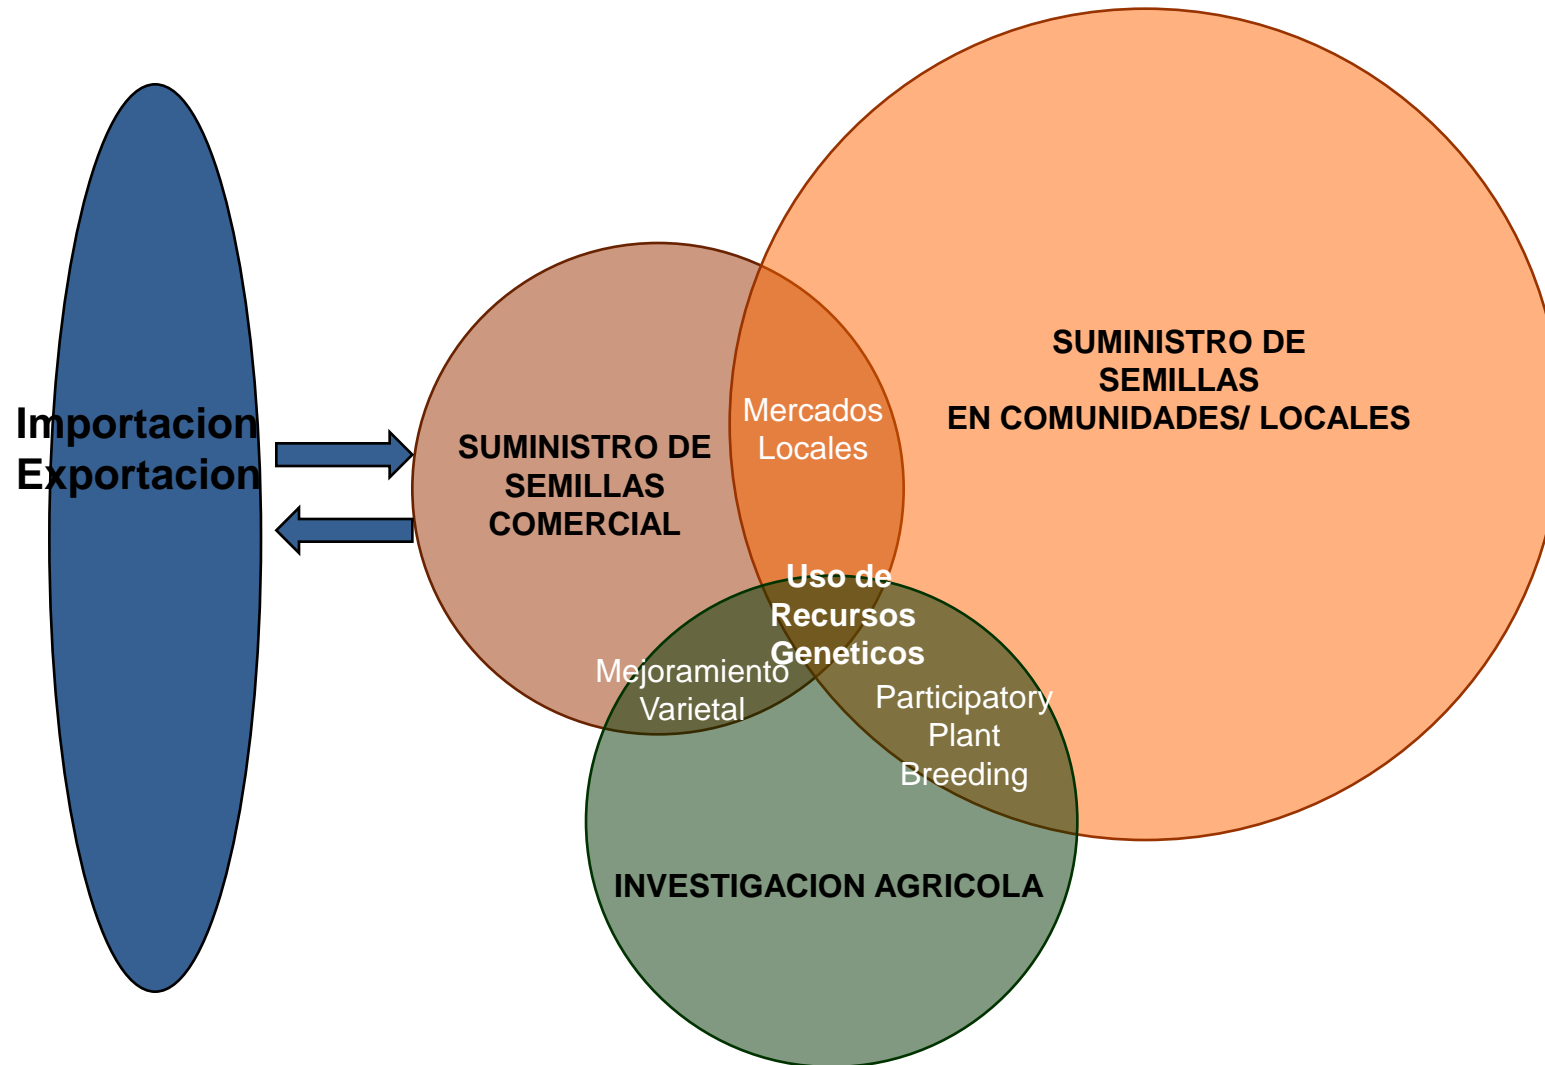 Importacion
Exportacion
SUMINISTRO DE
SEMILLAS
COMERCIAL
Mercados
Locales
SUMINISTRO DE
SEMILLAS
EN COMUNIDADES/ LOCALES
Uso de
Recursos
Geneticos
Mejoramiento
Varietal
Participatory
Plant
Breeding
INVESTIGACION AGRICOLA